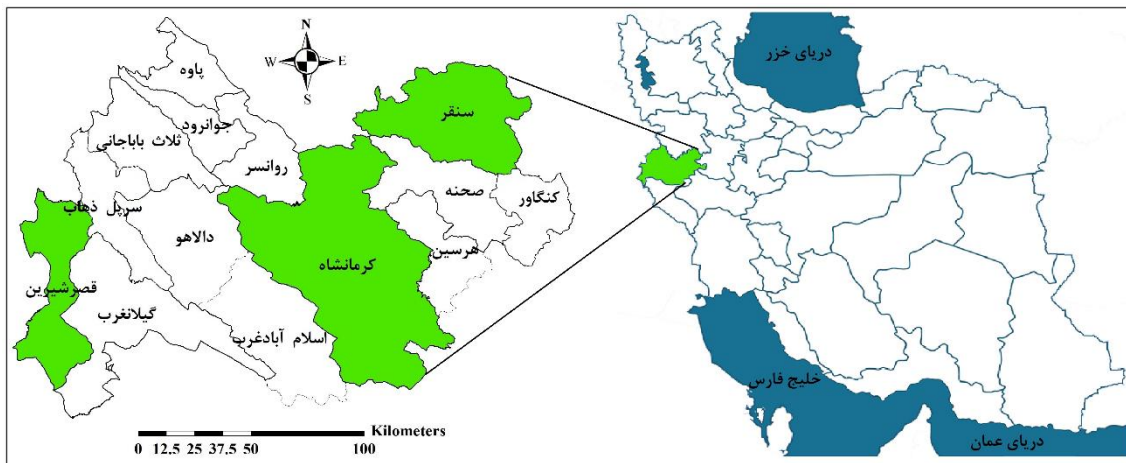 N
W E
S
پاوه
جوانرود
ثلاث باباجانی
روانسر
سنقر
صحنه
کنگاور
هرسین
سرپل ذهاب
دالاهو
کرمانشاه
قصرشیوین
گیلانغرب
اسلام آبادغرب
Kilometers
0 12.5 25 37.5 50 100
دریای خزر
خلیج فارس
دریای عمان